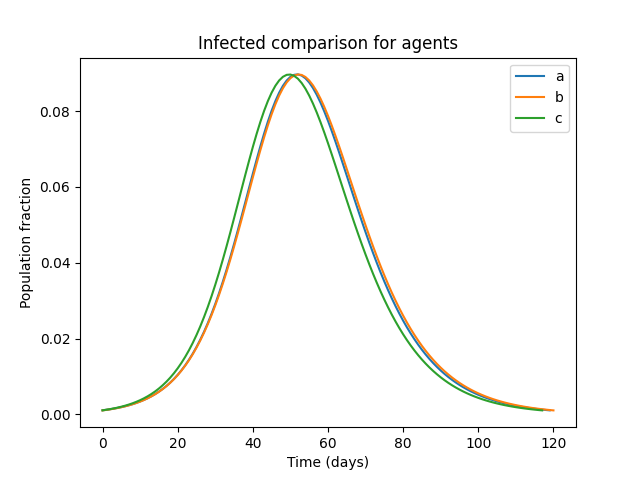 Infected comparison for agents
a
b
c
Population fraction
0.08
0.06
0.04
0.02
0.00
0 20 40 60 80 100 120
Time (days)